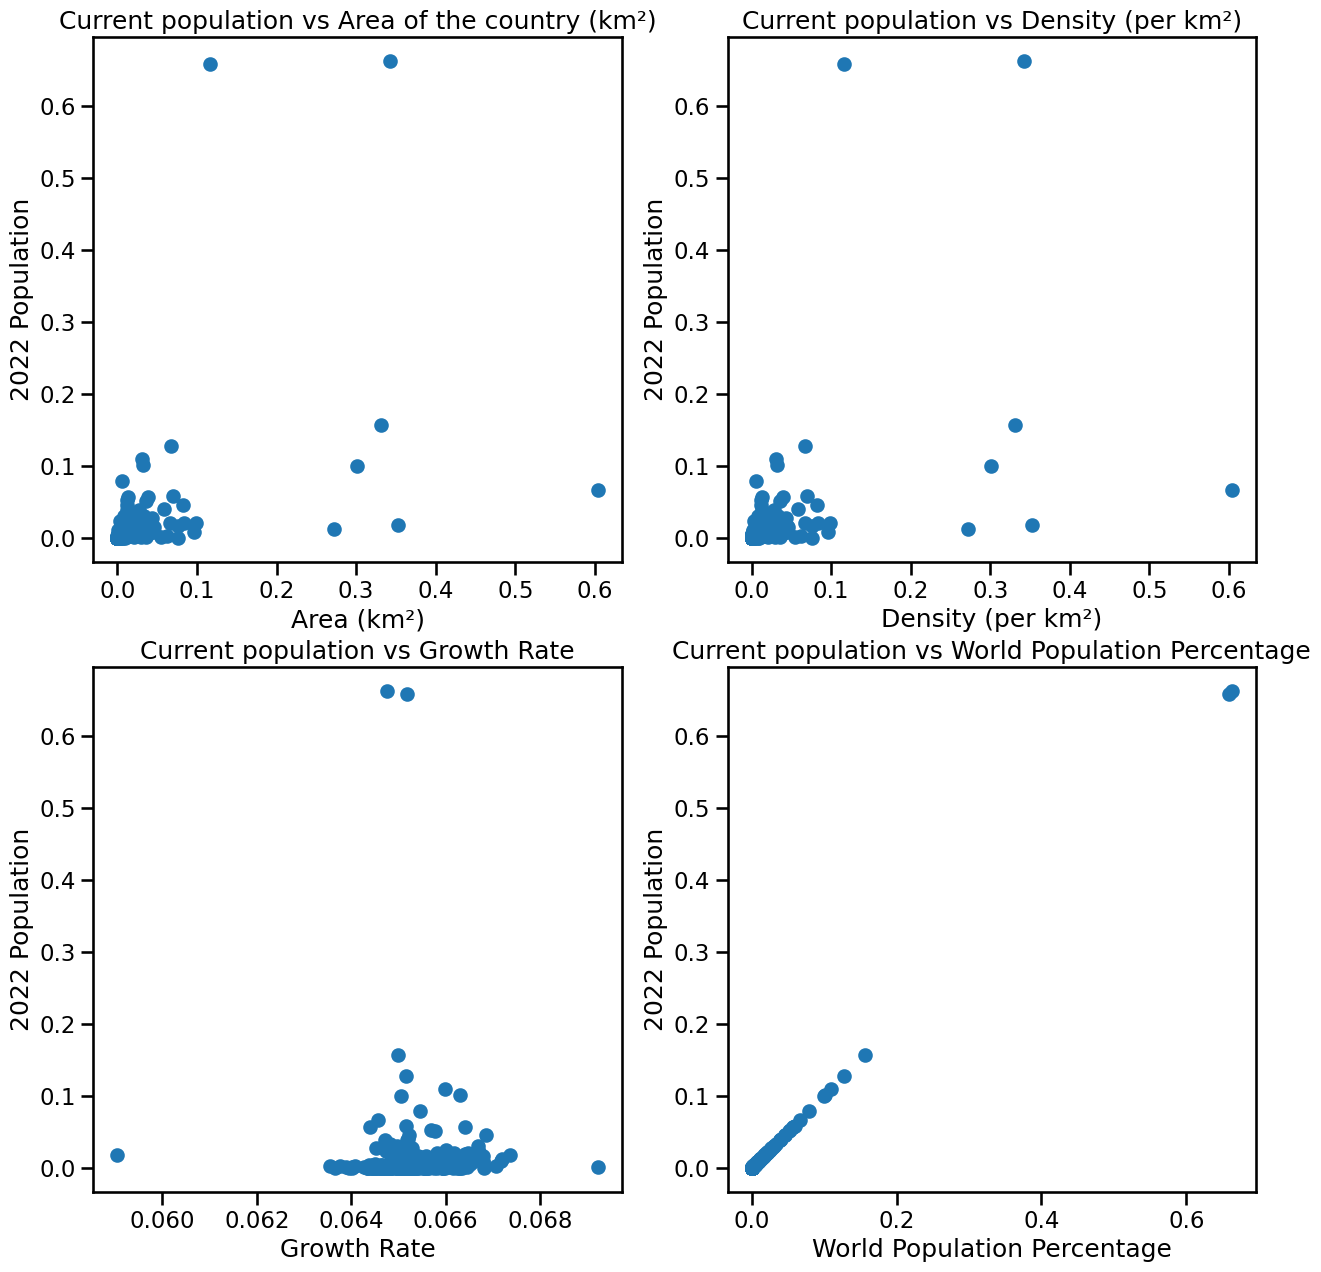 Current population vs Area of the country (km²)
2022 Population
0.6
0.5
0.4
0.3
0.2
0.1
0.0
0.0 0.1 0.2 0.3 0.4 0.5 0.6
Area (km²)
Current population vs Density (per km²)
2022 Population
0.6
0.5
0.4
0.3
0.2
0.1
0.0
0.0 0.1 0.2 0.3 0.4 0.5 0.6
Density (per km²)
Current population vs Growth Rate
2022 Population
0.6
0.5
0.4
0.3
0.2
0.1
0.0
0.060 0.062 0.064 0.066 0.068
Growth Rate
Current population vs World Population Percentage
2022 Population
0.6
0.5
0.4
0.3
0.2
0.1
0.0
0.0 0.2 0.4 0.6
World Population Percentage